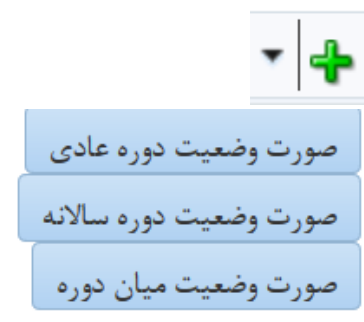 صورت وضعیت دوره عادی
صورت وضعیت دوره سالانه
صورت وضعیت میان دوره